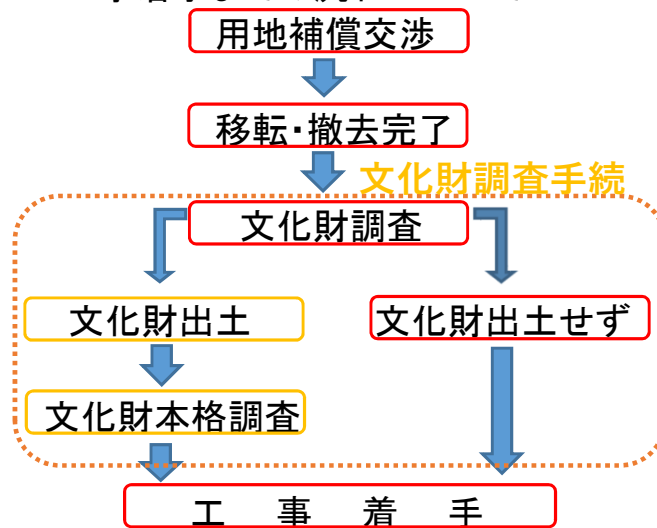 用地補償交渉
移転・撤去完了
文化財調査手続
文化財調査
文化財出土
文化財出土せず
文化財本格調査
工事着手